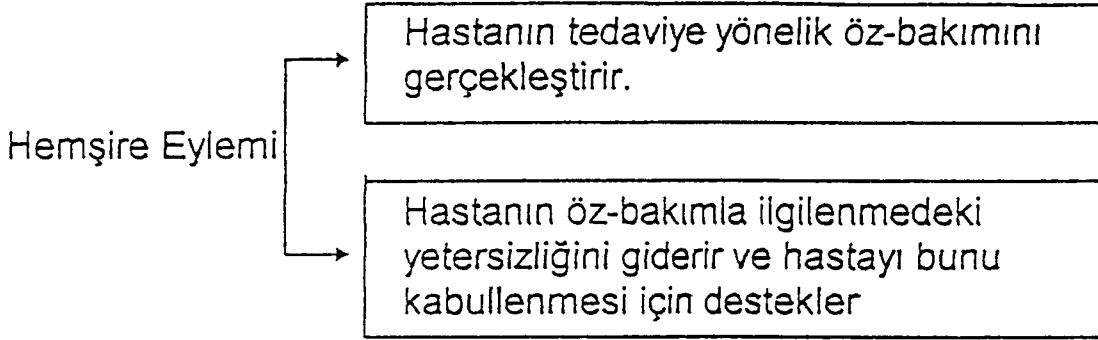 Hastanın tedaviye yönelik öz-bakımını
gerçekleştirir.
Hemşire Eylemi
Hastanın öz-bakımla ilgilenmedeki
yetersizliğini giderir ve hastayı bunu
kabullenmesi için destekler